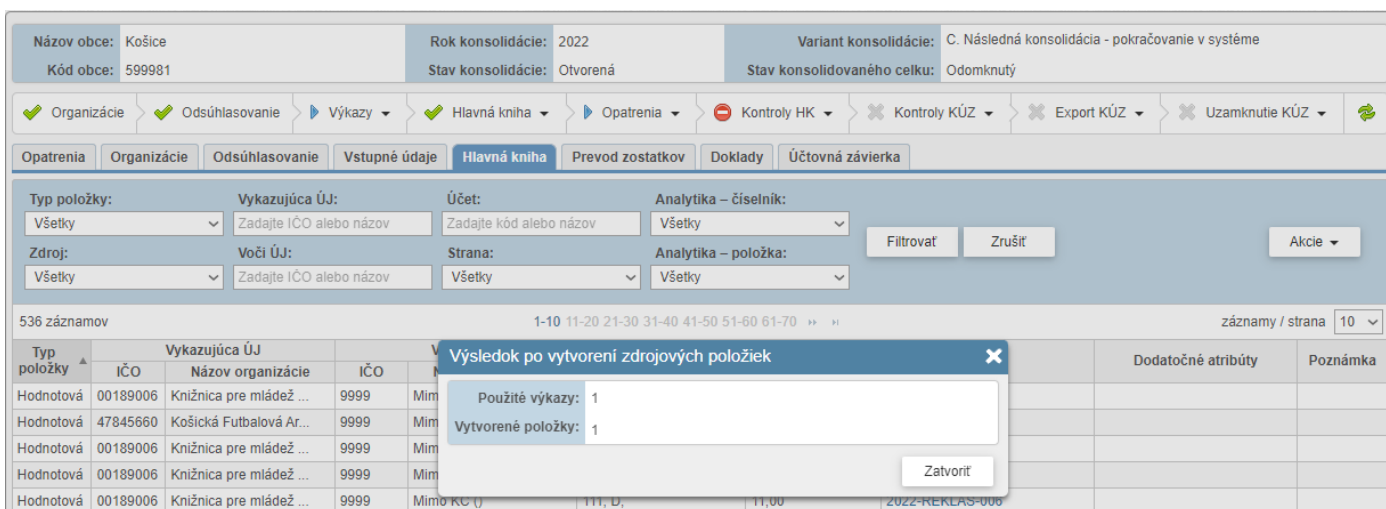 Názov obce: Košice Rok konsolidácie: 2022 Variant konsolidácie: C. Následná konsolidácia - pokračovanie v systéme
Kód obce: 599981 Stav konsolidácie: Otvorená Stav konsolidovaného celku: Odomknutý
Organizácie Odsúhlasovanie Výkazy Hlavná kniha Opatrenia Kontroly HK Kontroly KÚZ Export KÚZ Uzamknutie KÚZ
Opatrenia Organizácie Odsúhlasovanie Vstupné údaje Hlavná kniha Prevod zostatkov Doklady Účtovná závierka
Typ položky: Vykazujúca ÚJ: Účet: Analytika – číselník:
Všetky Zadajte IČO alebo názov Zadajte kód alebo názov Všetky
Filtrovať Zrušiť Akcie
Zdroj: Voči ÚJ: Strana: Analytika – položka:
Všetky Zadajte IČO alebo názov Všetky Všetky
536 záznamov 1-10 11-20 21-30 31-40 41-50 51-60 61-70 záznamy / strana 10
Typ položky Vykazujúca ÚJ Dodatočné atribúty Poznámka
IČO Názov organizácie IČO
Výsledok po vytvorení zdrojových položiek
Použité výkazy: 1
Vytvorené položky: 1
Zatvoriť
Hodnotová 00189006 Knižnica pre mládež ... 9999 Mim
Hodnotová 47845660 Košická Futbalová Ar... 9999 Mim
Hodnotová 00189006 Knižnica pre mládež ... 9999 Mim
Hodnotová 00189006 Knižnica pre mládež ... 9999 Mim
Hodnotová 00189006 Knižnica pre mládež ... 9999 Mimo KC () 111, D, 11,00 2022-REKLAS-006